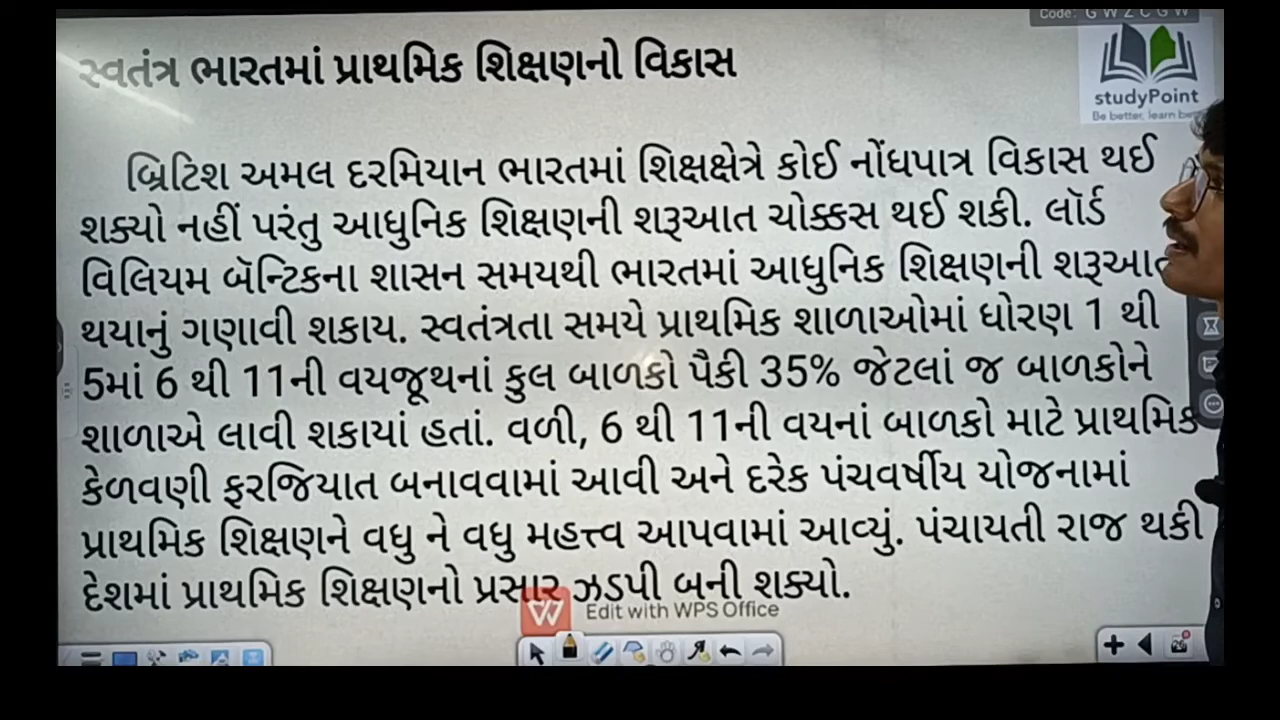 Code: G W Z C G W
સ્વતંત્ર ભારતમાં પ્રાથમિક શિક્ષણનો વિકાસ
studyPoint
Be better, learn
બ્રિટિશ અમલ દરમિયાન ભારતમાં શિક્ષક્ષેત્રે કોઈ નોંધપાત્ર વિકાસ થઈ
શક્યો નહીં પરંતુ આધુનિક શિક્ષણની શરૂઆત ચોક્કસ થઈ શકી. લૉર્ડ
વિલિયમ બૅન્ટિકના શાસન સમયથી ભારતમાં આધુનિક શિક્ષણની શરૂઆત
થયાનું ગણાવી શકાય. સ્વતંત્રતા સમયે પ્રાથમિક શાળાઓમાં ધોરણ 1 થી
5માં 6 થી 11ની વયજૂથનાં કુલ બાળકો પૈકી 35% જેટલાં જ બાળકોને
શાળાએ લાવી શકાયાં હતાં. વળી, 6 થી 11ની વયનાં બાળકો માટે પ્રાથમિક
કેળવણી ફરજિયાત બનાવવામાં આવી અને દરેક પંચવર્ષીય યોજનામાં
પ્રાથમિક શિક્ષણને વધુ ને વધુ મહત્ત્વ આપવામાં આવ્યું. પંચાયતી રાજ થકી
દેશમાં પ્રાથમિક શિક્ષણનો પ્રસાર ઝડપી બની શક્યો.
Edit with WPS Office